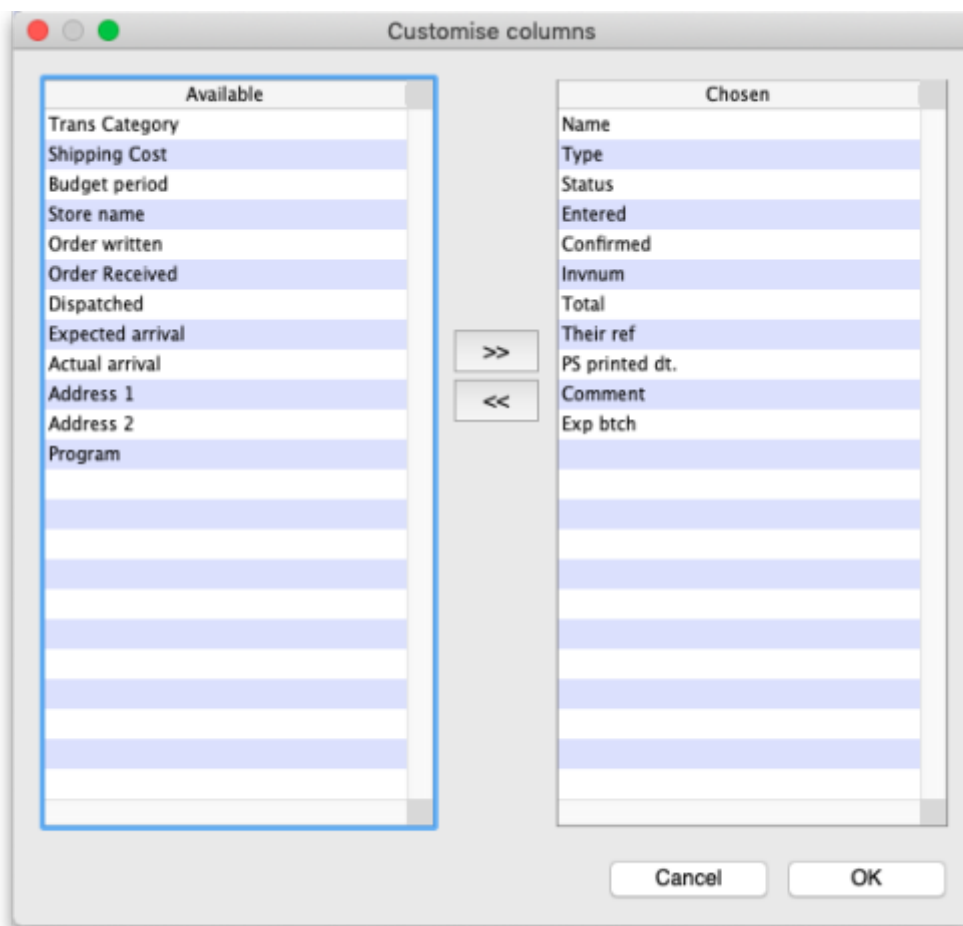 Customise columns
Available
Trans Category
Shipping Cost
Budget period
Store name
Order written
Order Received
Dispatched
Expected arrival
Actual arrival
Address 1
Address 2
Program
>>
<<
Chosen
Name
Type
Status
Entered
Confirmed
Invnum
Total
Their ref
PS printed dt.
Comment
Exp btch
Cancel
OK